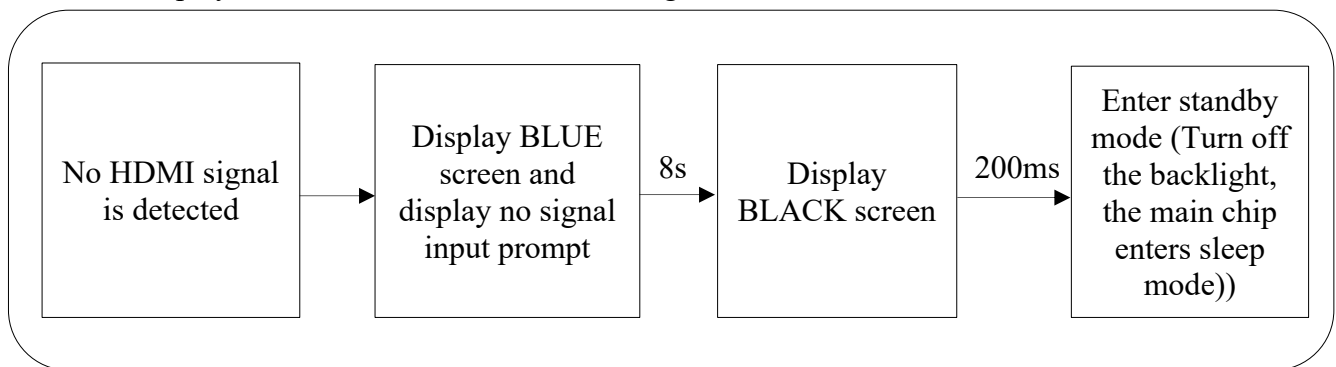 No HDMI signal
is detected
Display BLUE
screen and
display no signal
input prompt
8s
Display
BLACK screen
200ms
Enter standby
mode (Turn off
the backlight,
the main chip
enters sleep
mode))